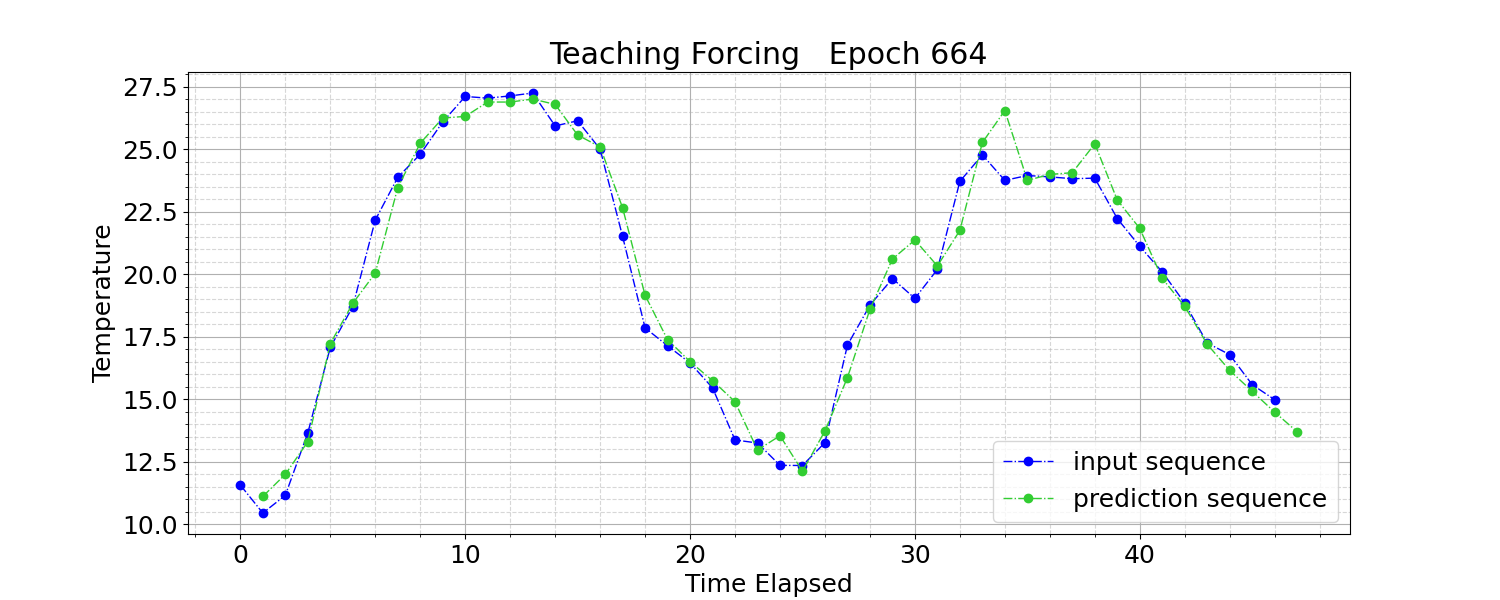 Teaching Forcing   Epoch 664
27.5
25.0
22.5
20.0
17.5
15.0
12.5
10.0
Temperature
0 10 20 30 40
Time Elapsed
input sequence
prediction sequence